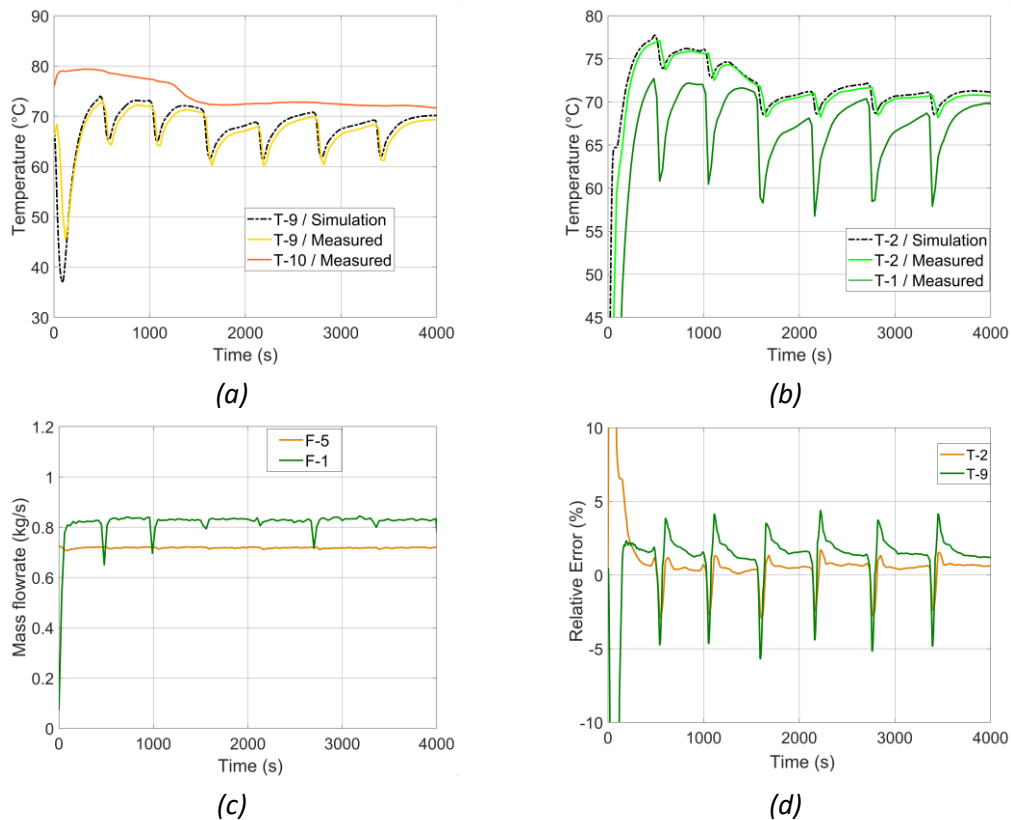 90
80
70
60
50
40
30
Temperature (°C)
0
1000
2000
3000
4000
Time (s)
T-9 / Simulation
T-9 / Measured
T-10 / Measured
(a)
80
75
70
65
60
55
50
45
Temperature (°C)
0
1000
2000
3000
4000
Time (s)
T-2 / Simulation
T-2 / Measured
T-1 / Measured
(b)
1.2
1
0.8
0.6
0.4
0.2
0
Mass flowrate (kg/s)
0
1000
2000
3000
4000
Time (s)
F-5
F-1
(c)
10
5
0
-5
-10
Relative Error (%)
0
1000
2000
3000
4000
Time (s)
T-2
T-9
(d)